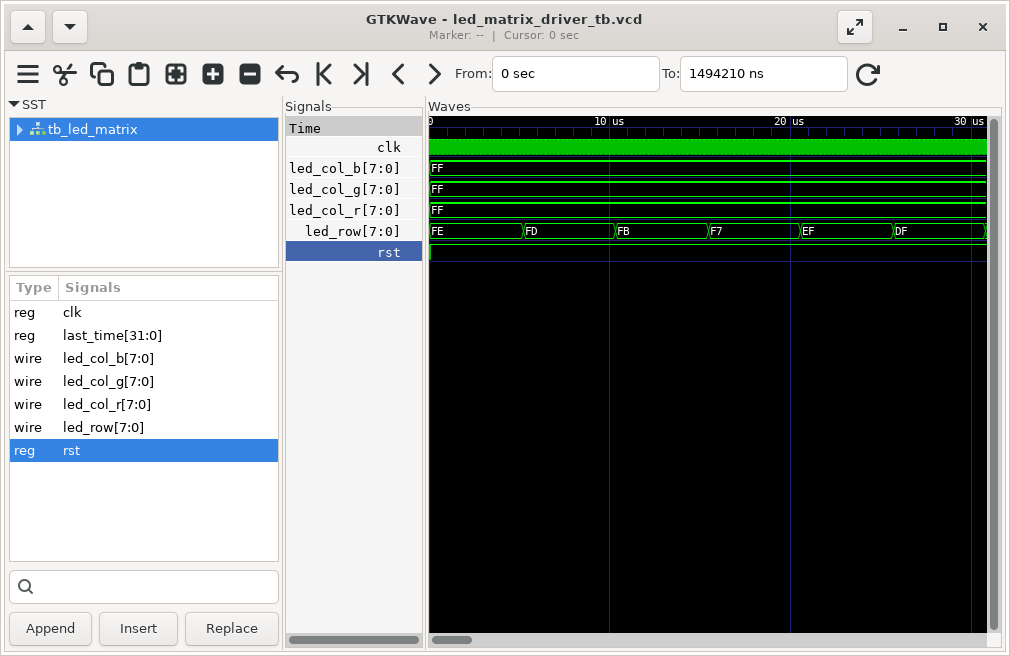 GTKWave - led_matrix_driver_tb.vcd
Marker: -- | Cursor: 0 sec
From: 0 sec To: 1494210 ns
SST
tb_led_matrix
Type Signals
reg clk
reg last_time[31:0]
wire led_col_b[7:0]
wire led_col_g[7:0]
wire led_col_r[7:0]
wire led_row[7:0]
reg rst
Append Insert Replace
Signals
Time
clk
led_col_b[7:0]
led_col_g[7:0]
led_col_r[7:0]
led_row[7:0]
rst
Waves
0 10 us 20 us 30 us
FF
FF
FF
FE FD FB F7 EF DF